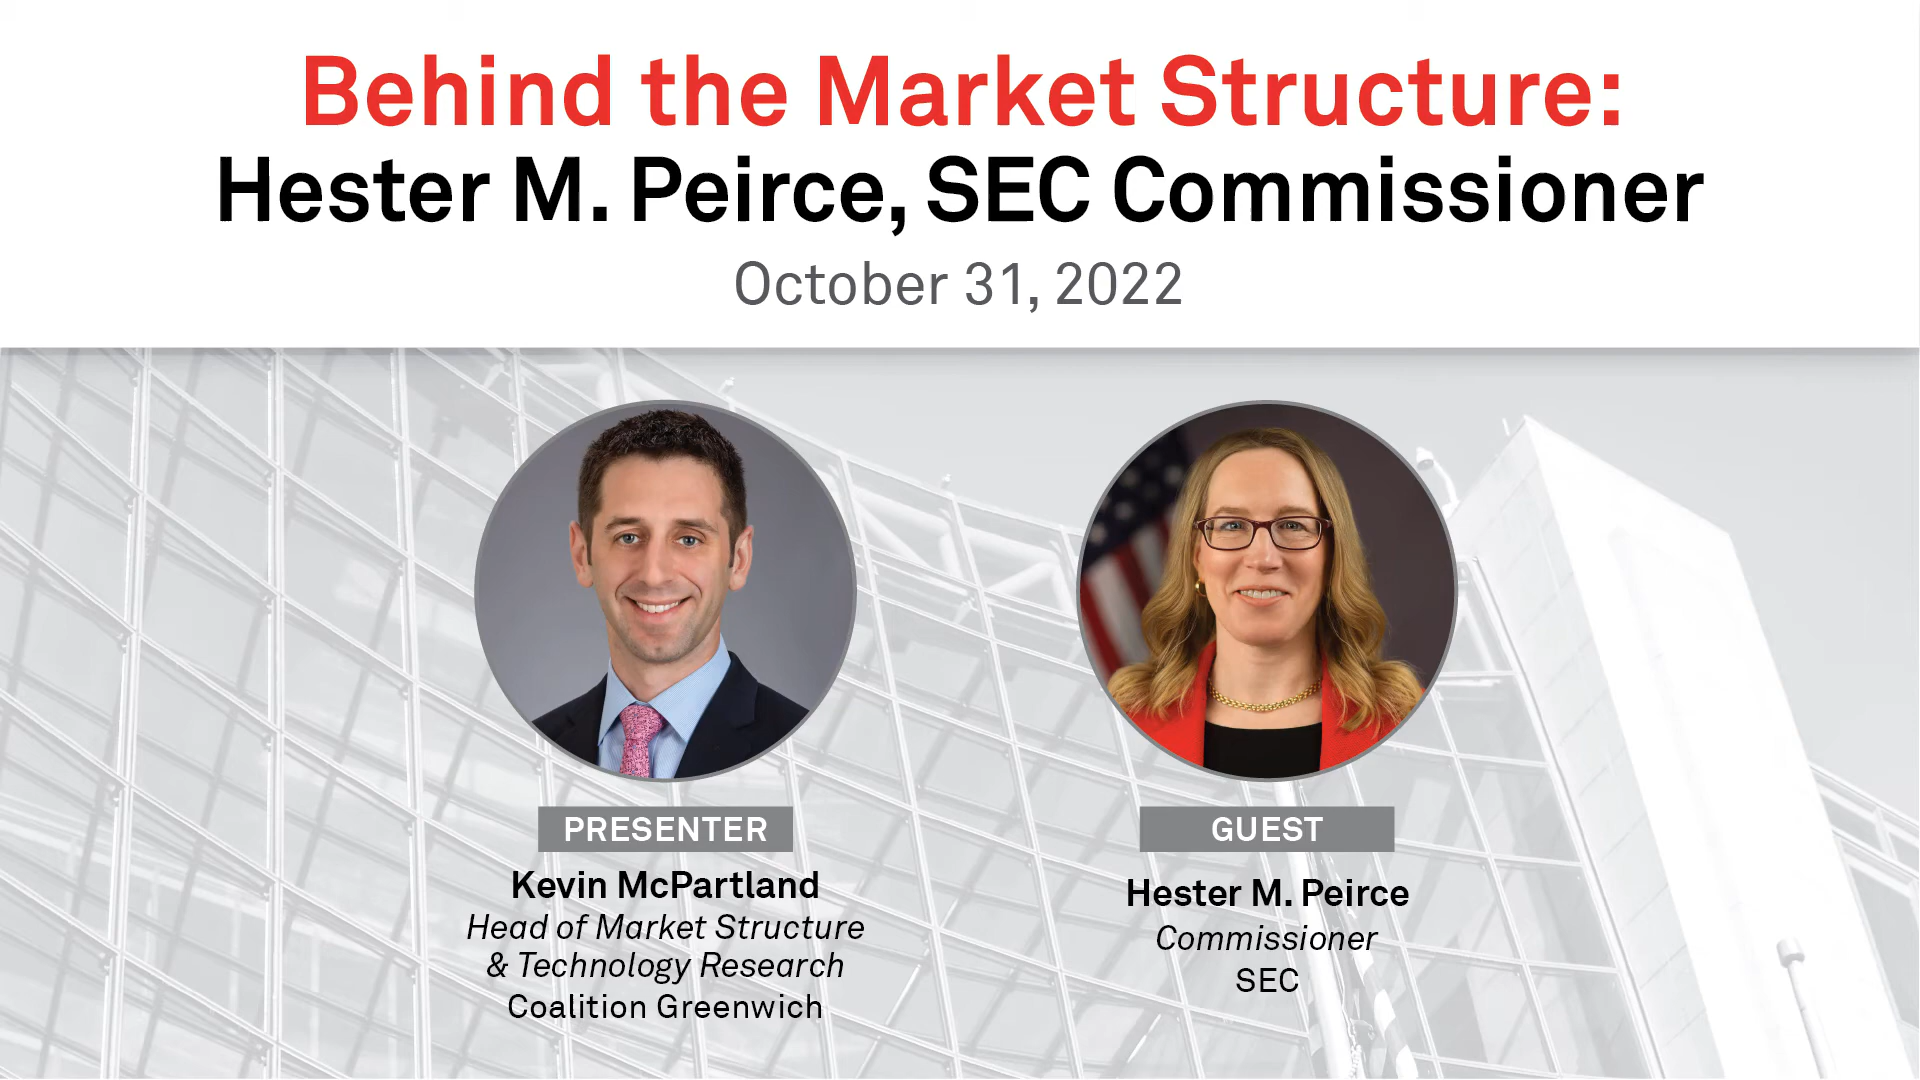 Behind the Market Structure:
Hester M. Peirce, SEC Commissioner
October 31, 2022
PRESENTER
Kevin McPartland
Head of Market Structure
& Technology Research
Coalition Greenwich
GUEST
Hester M. Peirce
Commissioner
SEC